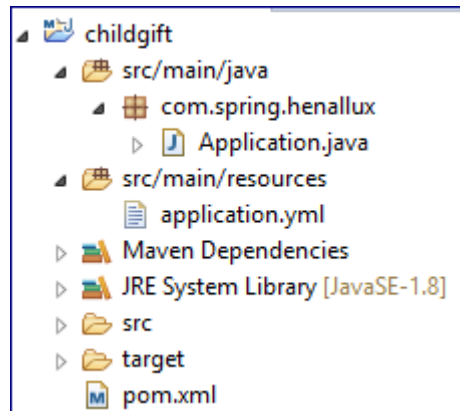 childgift
src/main/java
com.spring.henallux
Application.java
src/main/resources
application.yml
Maven Dependencies
JRE System Library [JavaSE-1.8]
src
target
pom.xml